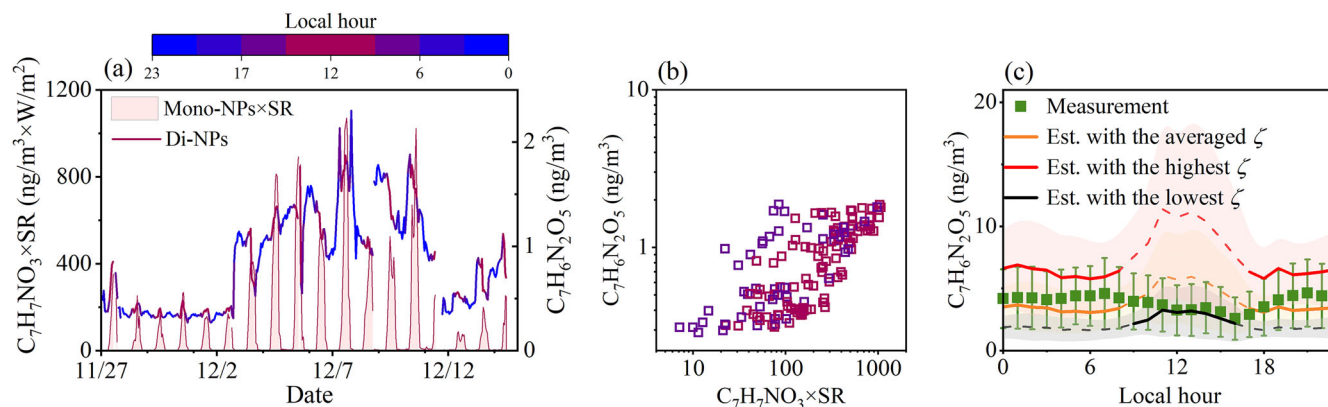 Local hour
23 17 12 6 0
(a)
C₇H₇NO₃×SR (ng/m³×W/m²)
1200
800
400
0
Mono-NPs×SR
Di-NPs
2
1
0
C₇H₆N₂O₅ (ng/m³)
11/27 12/2 12/7 12/12
Date
(b)
C₇H₆N₂O₅ (ng/m³)
10
1
10 100 1000
C₇H₇NO₃×SR
(c)
C₇H₆N₂O₅ (ng/m³)
20
10
0
Measurement
Est. with the averaged ζ
Est. with the highest ζ
Est. with the lowest ζ
0 6 12 18
Local hour